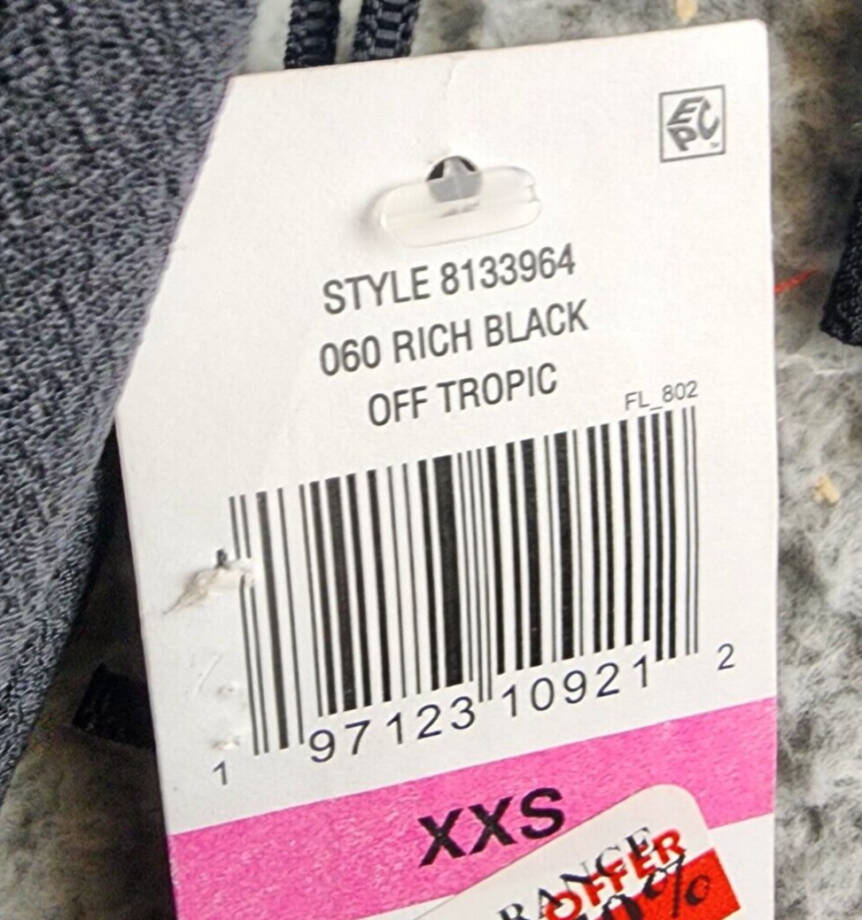 EPC
STYLE 8133964
060 RICH BLACK
OFF TROPIC
FL_802
1 97123 10921 2
XXS
OFFER